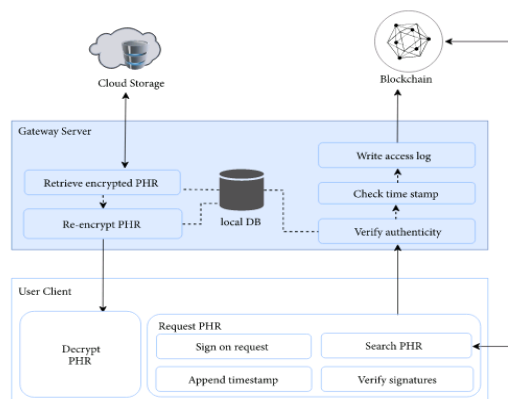 Cloud Storage
Blockchain
Gateway Server
Write access log
Retrieve encrypted PHR
Check time stamp
local DB
Re-encrypt PHR
Verify authenticity
User Client
Request PHR
Decrypt
PHR
Sign on request
Search PHR
Append timestamp
Verify signatures